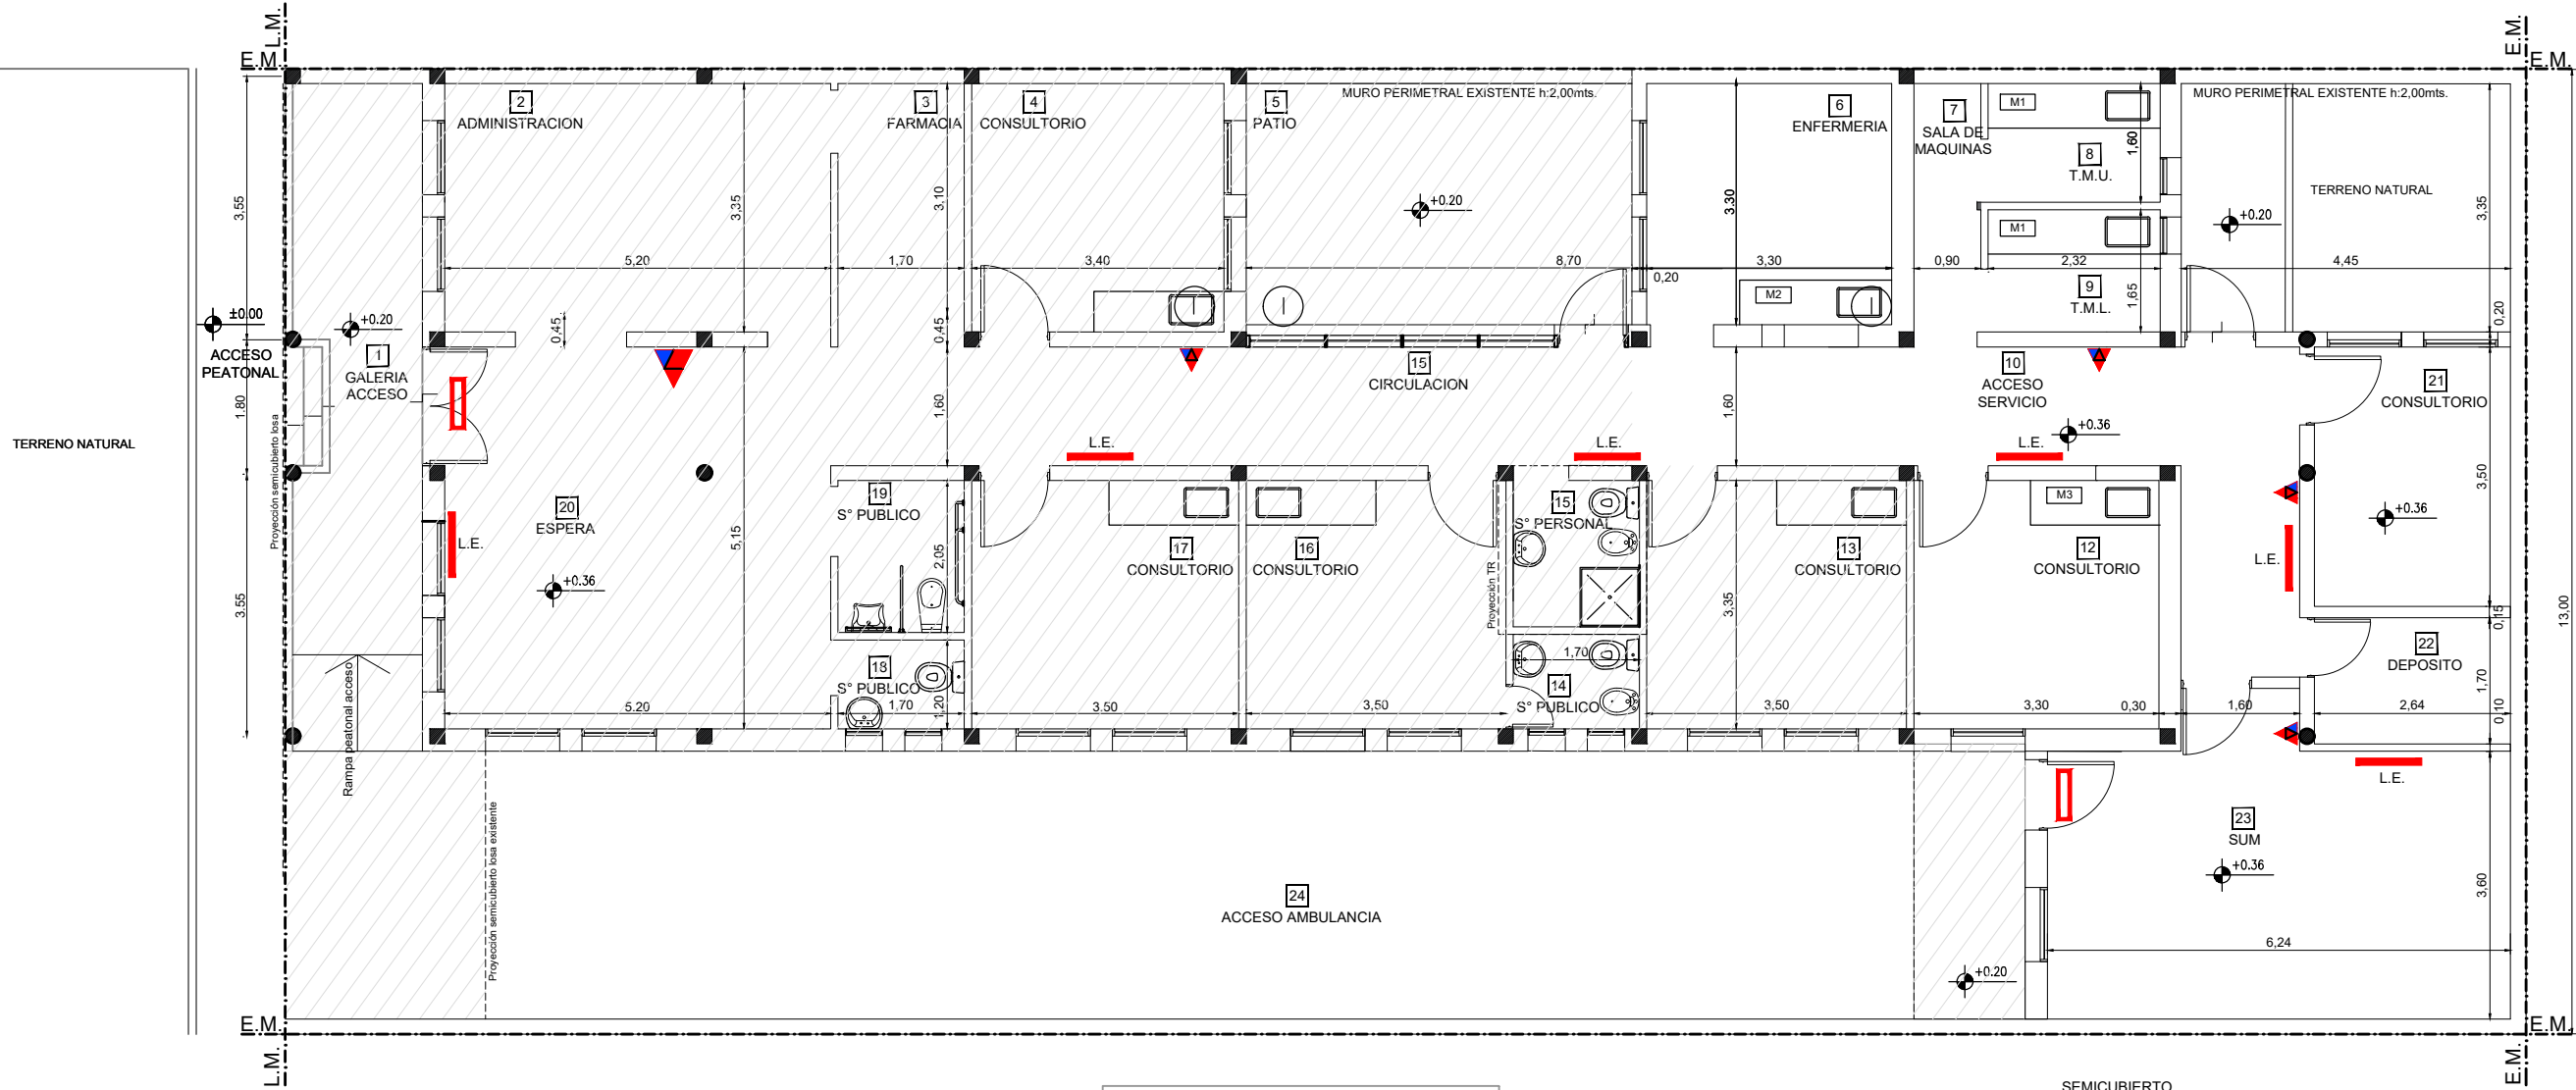 L.M.
E.M.
E.M.
E.M.
2
ADMINISTRACION
3
FARMACIA
4
CONSULTORIO
5
PATIO
MURO PERIMETRAL EXISTENTE h:2,00mts.
6
ENFERMERIA
7
SALA DE
MAQUINAS
M1
8
T.M.U.
1,60
MURO PERIMETRAL EXISTENTE h:2,00mts.
TERRENO NATURAL
3,55
3,35
3,10
+0.20
3.30
M1
+0.20
3,35
5,20
1,70
3,40
8,70
0,20
3,30
0,90
2,32
4,45
M2
9
T.M.L.
1,65
0,20
±0.00
+0.20
0,45
0,45
ACCESO
PEATONAL
1
GALERIA
ACCESO
15
CIRCULACION
10
ACCESO
SERVICIO
21
CONSULTORIO
1.80
1,60
1,60
+0.36
TERRENO NATURAL
Proyección semicubierto losa
L.E.
L.E.
L.E.
3,50
20
ESPERA
19
S° PUBLICO
15
S° PERSONAL
M3
+0.36
L.E.
5,15
2,05
17
CONSULTORIO
16
CONSULTORIO
13
CONSULTORIO
12
CONSULTORIO
L.E.
+0.36
3.55
Proyección TR
3,35
0,15
13,00
18
S° PUBLICO
1,70
1,20
14
S° PUBLICO
1,70
22
DEPOSITO
1,70
Rampa peatonal acceso
5.20
3.50
3,50
3,50
3,30
0,30
1,60
2,64
0,10
L.E.
Proyección semicubierto losa existente
23
SUM
+0.36
3,60
24
ACCESO AMBULANCIA
6,24
+0.20
E.M.
E.M.
L.M.
E.M.
SEMICUBIERTO